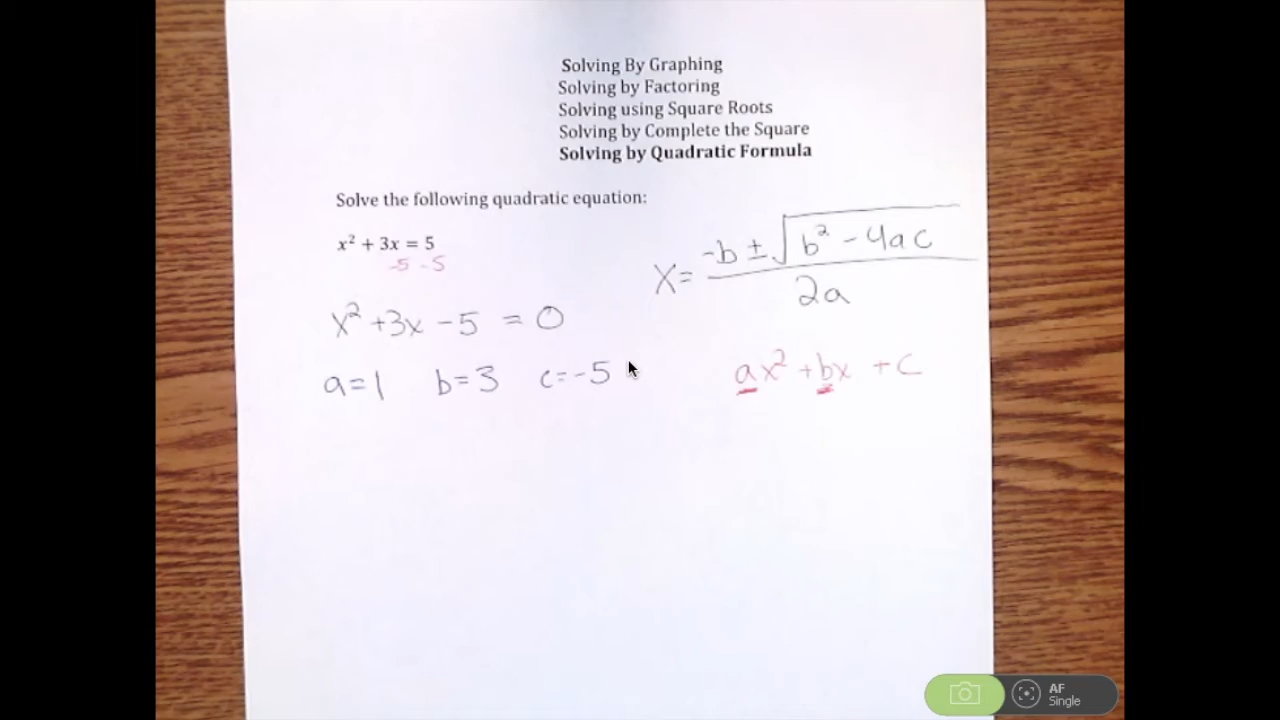 Solving By Graphing
Solving by Factoring
Solving using Square Roots
Solving by Complete the Square
Solving by Quadratic Formula
Solve the following quadratic equation:
x² + 3x = 5
-5 -5
x = -b ± √(b² - 4ac) / 2a
x² + 3x - 5 = 0
a=1 b=3 c=-5
ax² + bx + c
AF
Single